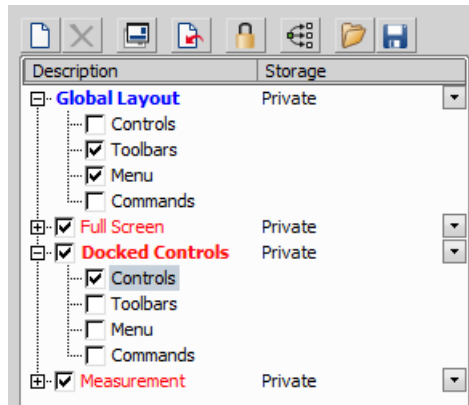 Description Storage
Global Layout Private
Controls
Toolbars
Menu
Commands
Full Screen Private
Docked Controls Private
Controls
Toolbars
Menu
Commands
Measurement Private